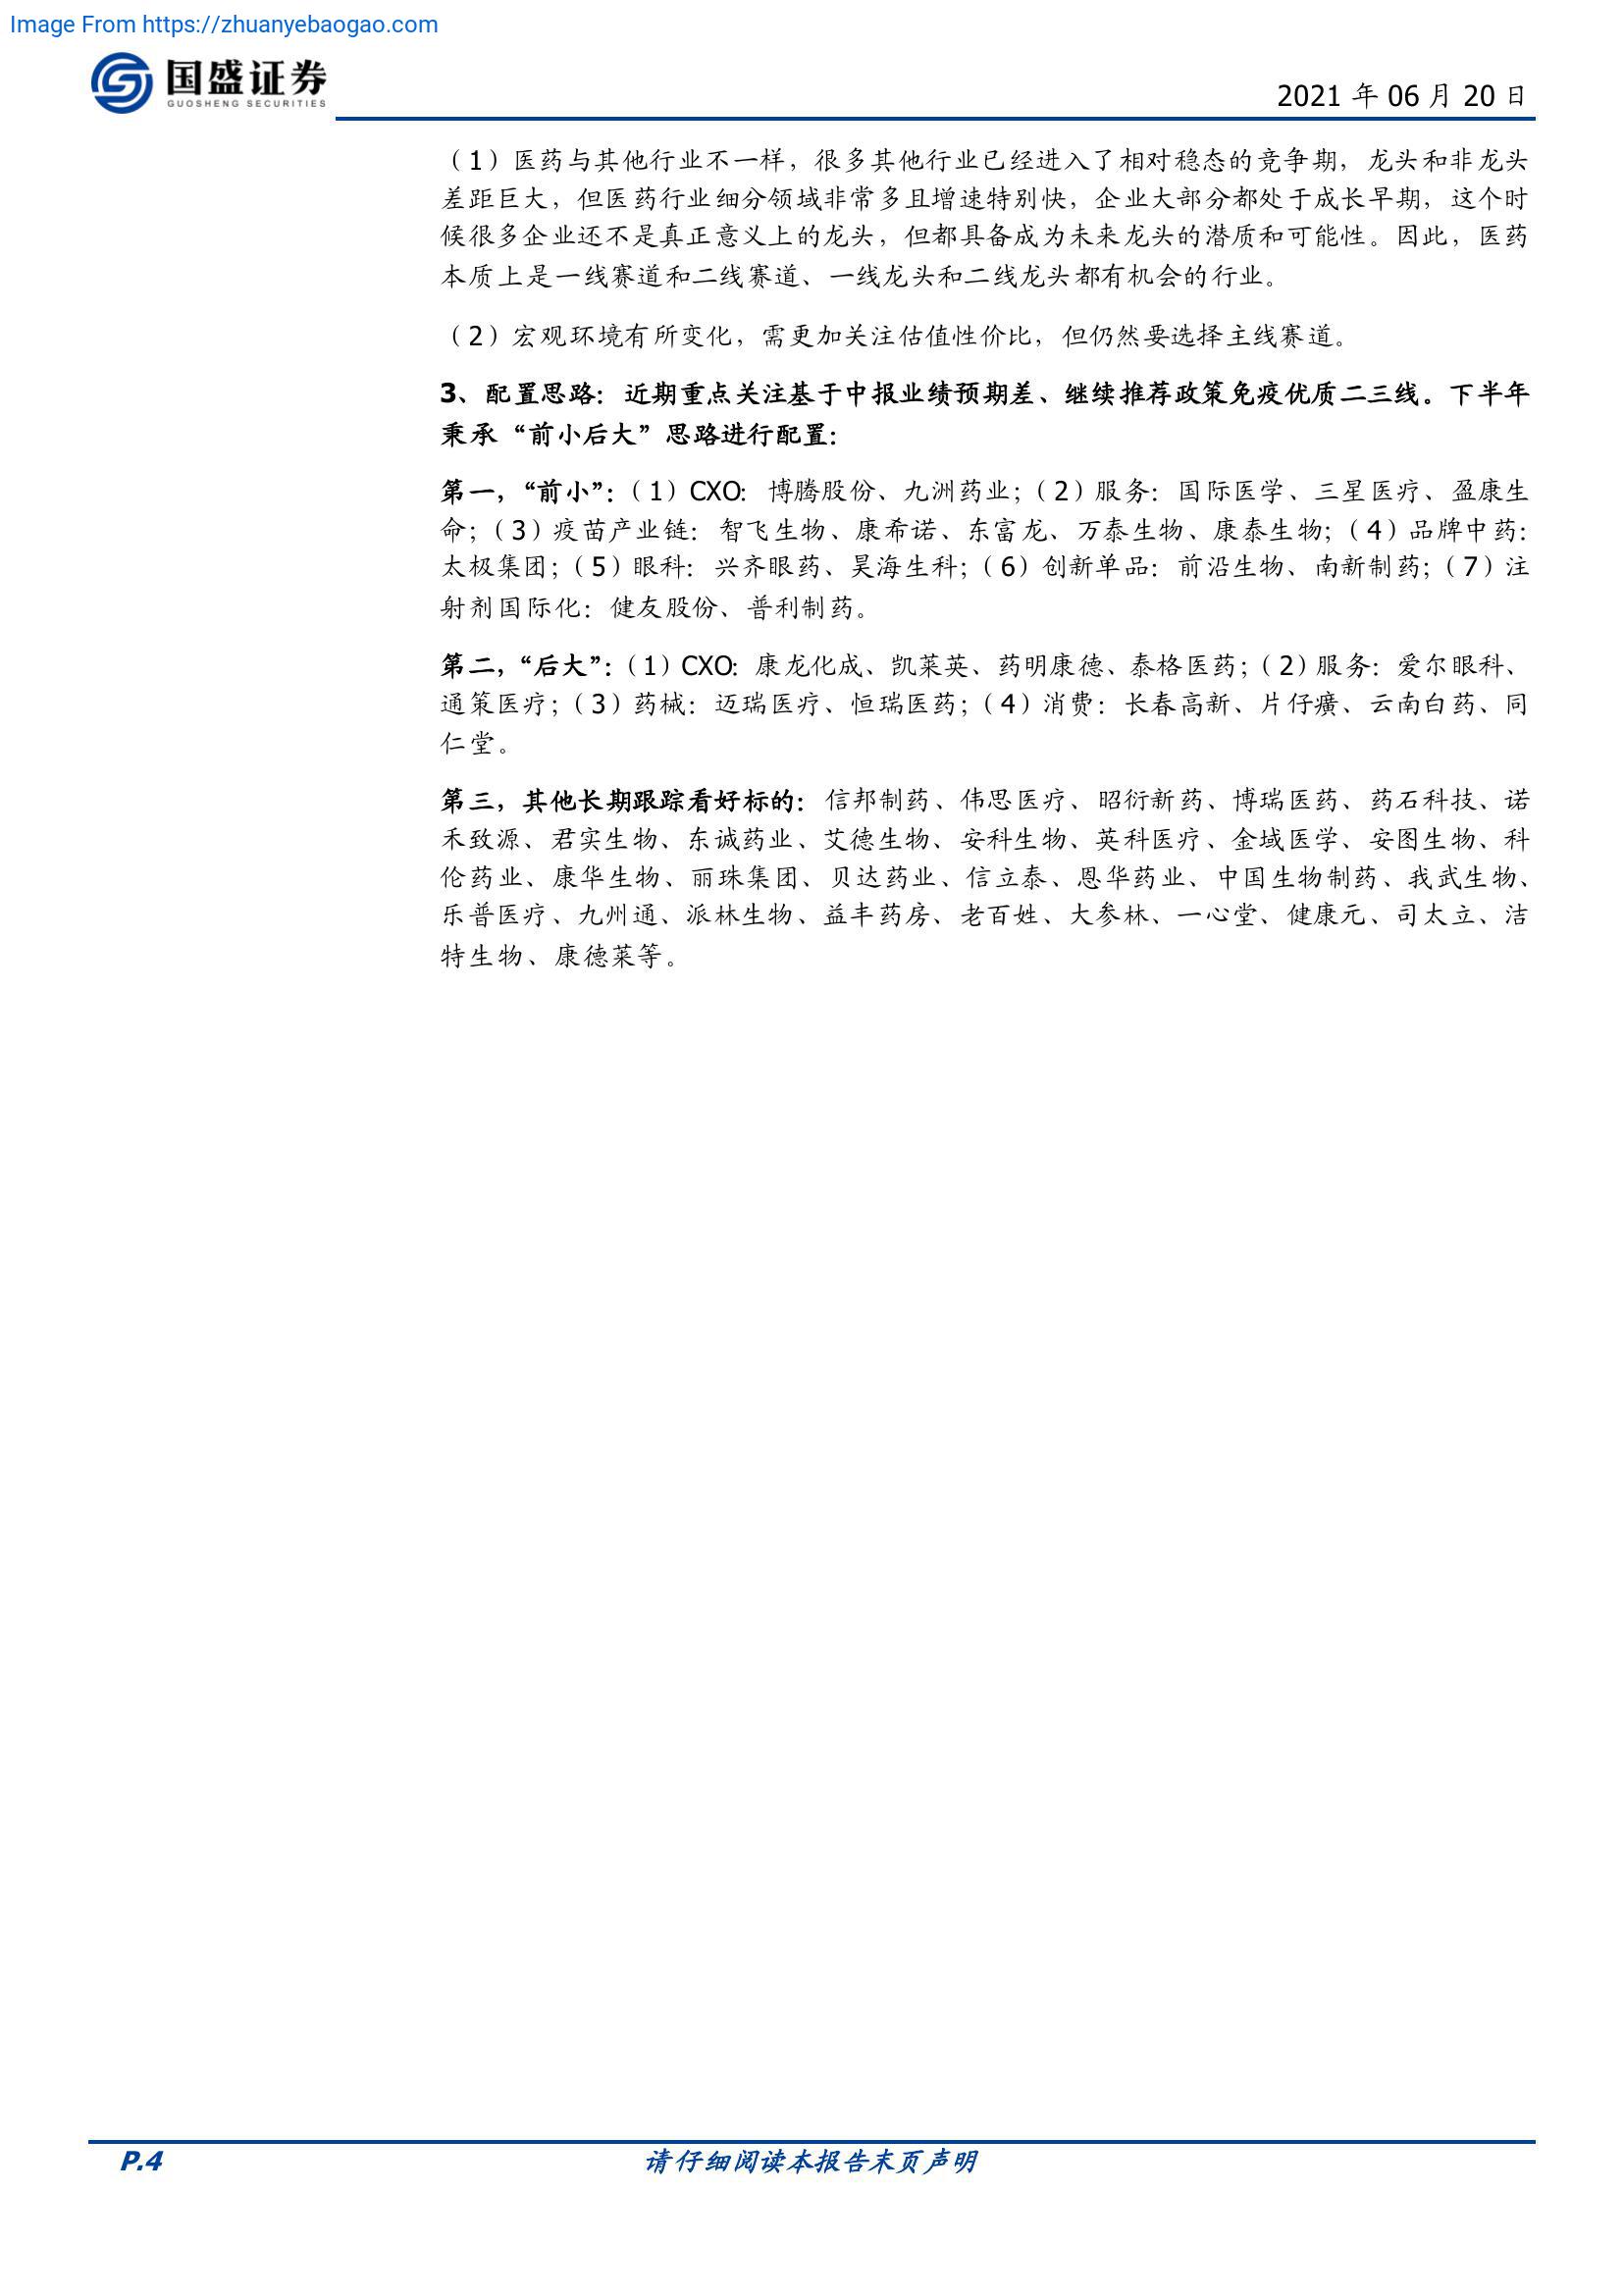 Image From https://zhuanyebaogao.com
国盛证券
GUOSHENG SECURITIES
2021 年 06 月 20 日
（1）医药与其他行业不一样，很多其他行业已经进入了相对稳态的竞争期，龙头和非龙头
差距巨大，但医药行业细分领域非常多且增速特别快，企业大部分都处于成长早期，这个时
候很多企业还不是真正意义上的龙头，但都具备成为未来龙头的潜质和可能性。因此，医药
本质上是一线赛道和二线赛道、一线龙头和二线龙头都有机会的行业。
（2）宏观环境有所变化，需更加关注估值性价比，但仍然要选择主线赛道。
3、配置思路：近期重点关注基于中报业绩预期差、继续推荐政策免疫优质二三线。下半年
秉承“前小后大”思路进行配置：
第一，“前小”：（1）CXO：博腾股份、九洲药业；（2）服务：国际医学、三星医疗、盈康生
命；（3）疫苗产业链：智飞生物、康希诺、东富龙、万泰生物、康泰生物；（4）品牌中药：
太极集团；（5）眼科：兴齐眼药、昊海生科；（6）创新单品：前沿生物、南新制药；（7）注
射剂国际化：健友股份、普利制药。
第二，“后大”：（1）CXO：康龙化成、凯莱英、药明康德、泰格医药；（2）服务：爱尔眼科、
通策医疗；（3）药械：迈瑞医疗、恒瑞医药；（4）消费：长春高新、片仔癀、云南白药、同
仁堂。
第三，其他长期跟踪看好标的：信邦制药、伟思医疗、昭衍新药、博瑞医药、药石科技、诺
禾致源、君实生物、东诚药业、艾德生物、安科生物、英科医疗、金域医学、安图生物、科
伦药业、康华生物、丽珠集团、贝达药业、信立泰、恩华药业、中国生物制药、我武生物、
乐普医疗、九州通、派林生物、益丰药房、老百姓、大参林、一心堂、健康元、司太立、洁
特生物、康德莱等。
P.4
请仔细阅读本报告末页声明